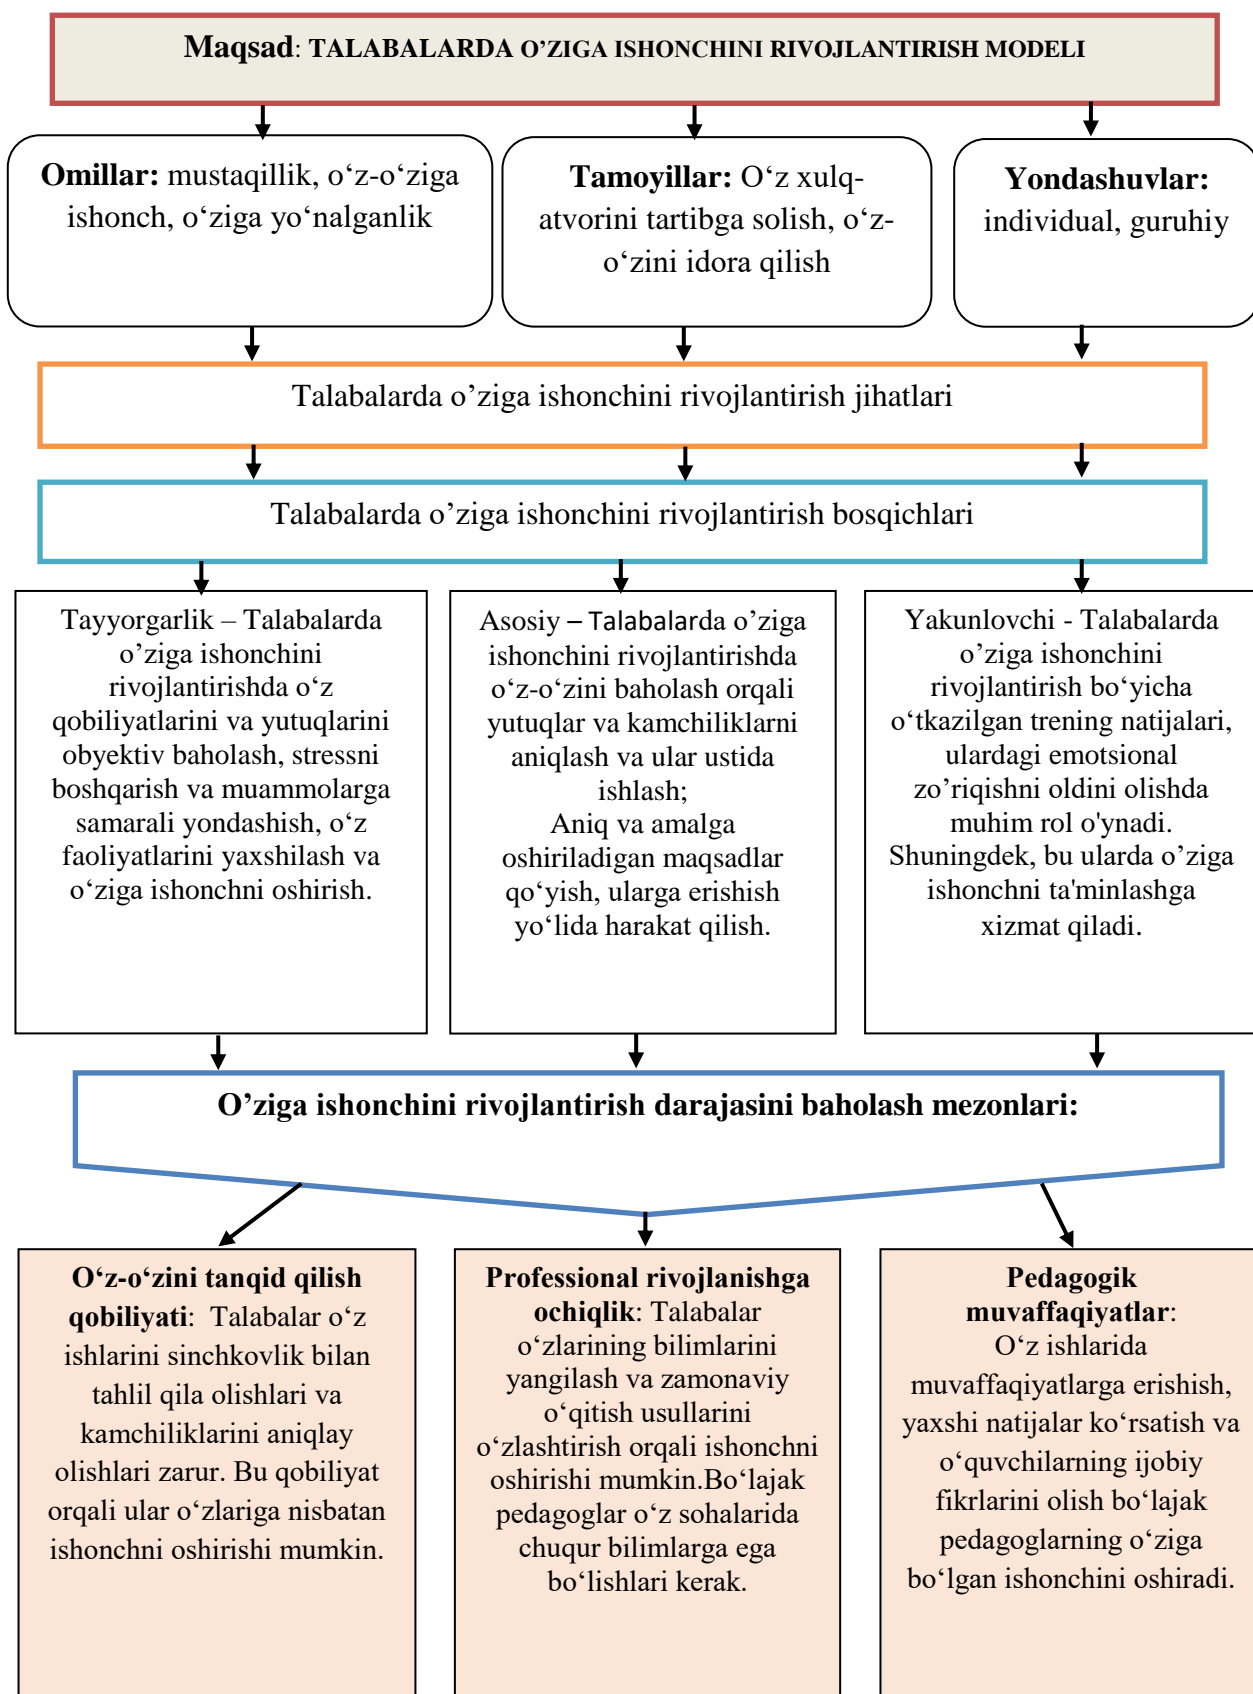 Maqsad: TALABALARDA O’ZIGA ISHONCHINI RIVOJLANTIRISH MODELI
Omillar: mustaqillik, o‘z-o‘ziga
ishonch, o‘ziga yo‘nalganlik
Tamoyillar: O‘z xulq-
atvorini tartibga solish, o‘z-
o‘zini idora qilish
Yondashuvlar:
individual, guruhiy
Talabalarda o’ziga ishonchini rivojlantirish jihatlari
Talabalarda o’ziga ishonchini rivojlantirish bosqichlari
Tayyorgarlik – Talabalarda
o’ziga ishonchini
rivojlantirishda o‘z
qobiliyatlarini va yutuqlarini
obyektiv baholash, stressni
boshqarish va muammolarga
samarali yondashish, o‘z
faoliyatlarini yaxshilash va
o‘ziga ishonchni oshirish.
Asosiy – Talabalarda o’ziga
ishonchini rivojlantirishda
o‘z-o‘zini baholash orqali
yutuqlar va kamchiliklarni
aniqlash va ular ustida
ishlash;
Aniq va amalga
oshiriladigan maqsadlar
qo‘yish, ularga erishish
yo‘lida harakat qilish.
Yakunlovchi - Talabalarda
o’ziga ishonchini
rivojlantirish bo‘yicha
o‘tkazilgan trening natijalari,
ulardagi emotsional
zo’riqishni oldini olishda
muhim rol o'ynadi.
Shuningdek, bu ularda o’ziga
ishonchni ta'minlashga
xizmat qiladi.
O’ziga ishonchini rivojlantirish darajasini baholash mezonlari:
O‘z-o‘zini tanqid qilish
qobiliyati: Talabalar o‘z
ishlarini sinchkovlik bilan
tahlil qila olishlari va
kamchiliklarini aniqlay
olishlari zarur. Bu qobiliyat
orqali ular o‘zlariga nisbatan
ishonchni oshirishi mumkin.
Professional rivojlanishga
ochiqlik: Talabalar
o‘zlarining bilimlarini
yangilash va zamonaviy
o‘qitish usullarini
o‘zlashtirish orqali ishonchni
oshirishi mumkin.Bo‘lajak
pedagoglar o‘z sohalarida
chuqur bilimlarga ega
bo‘lishlari kerak.
Pedagogik
muvaffaqiyatlar:
O‘z ishlarida
muvaffaqiyatlarga erishish,
yaxshi natijalar ko‘rsatish va
o‘quvchilarning ijobiy
fikrlarini olish bo‘lajak
pedagoglarning o‘ziga
bo‘lgan ishonchini oshiradi.